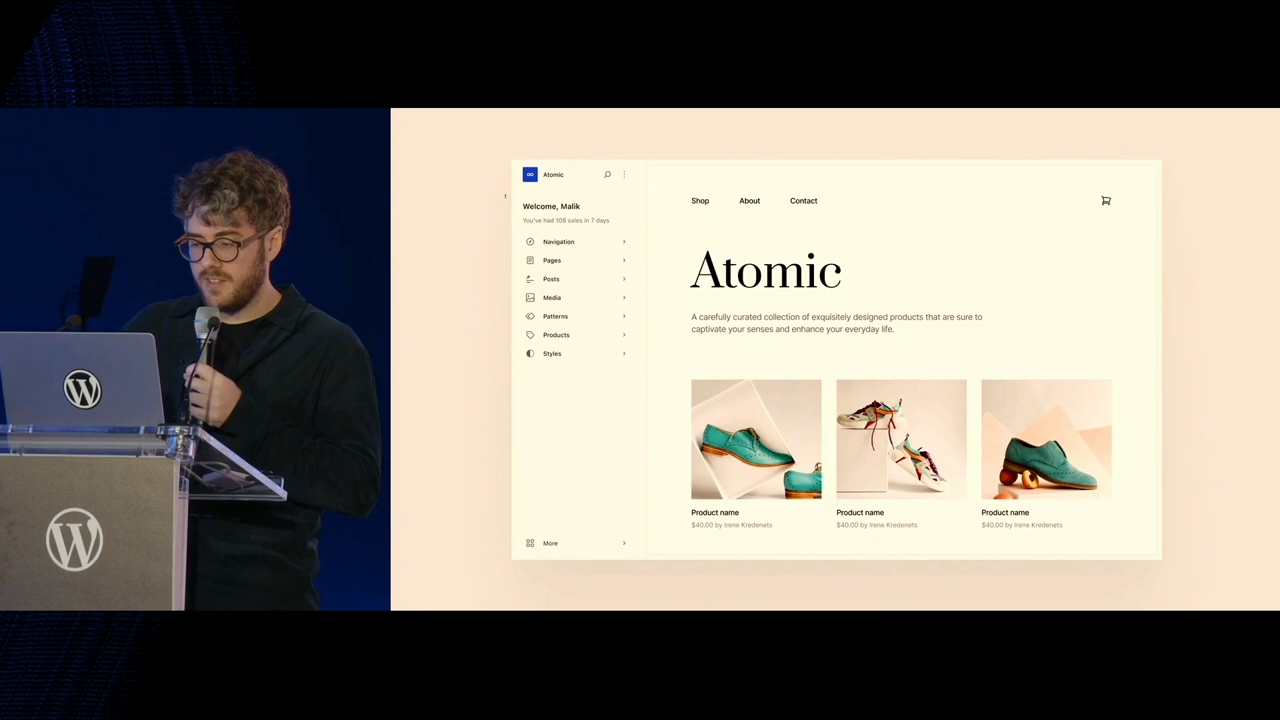 Atomic
Welcome, Malik
You've had 108 sales in 7 days
Navigation
Pages
Posts
Media
Patterns
Products
Styles
More
Shop About Contact
Atomic
A carefully curated collection of exquisitely designed products that are sure to
captivate your senses and enhance your everyday life.
Product name
$40.00 by Irene Kredenets
Product name
$40.00 by Irene Kredenets
Product name
$40.00 by Irene Kredenets